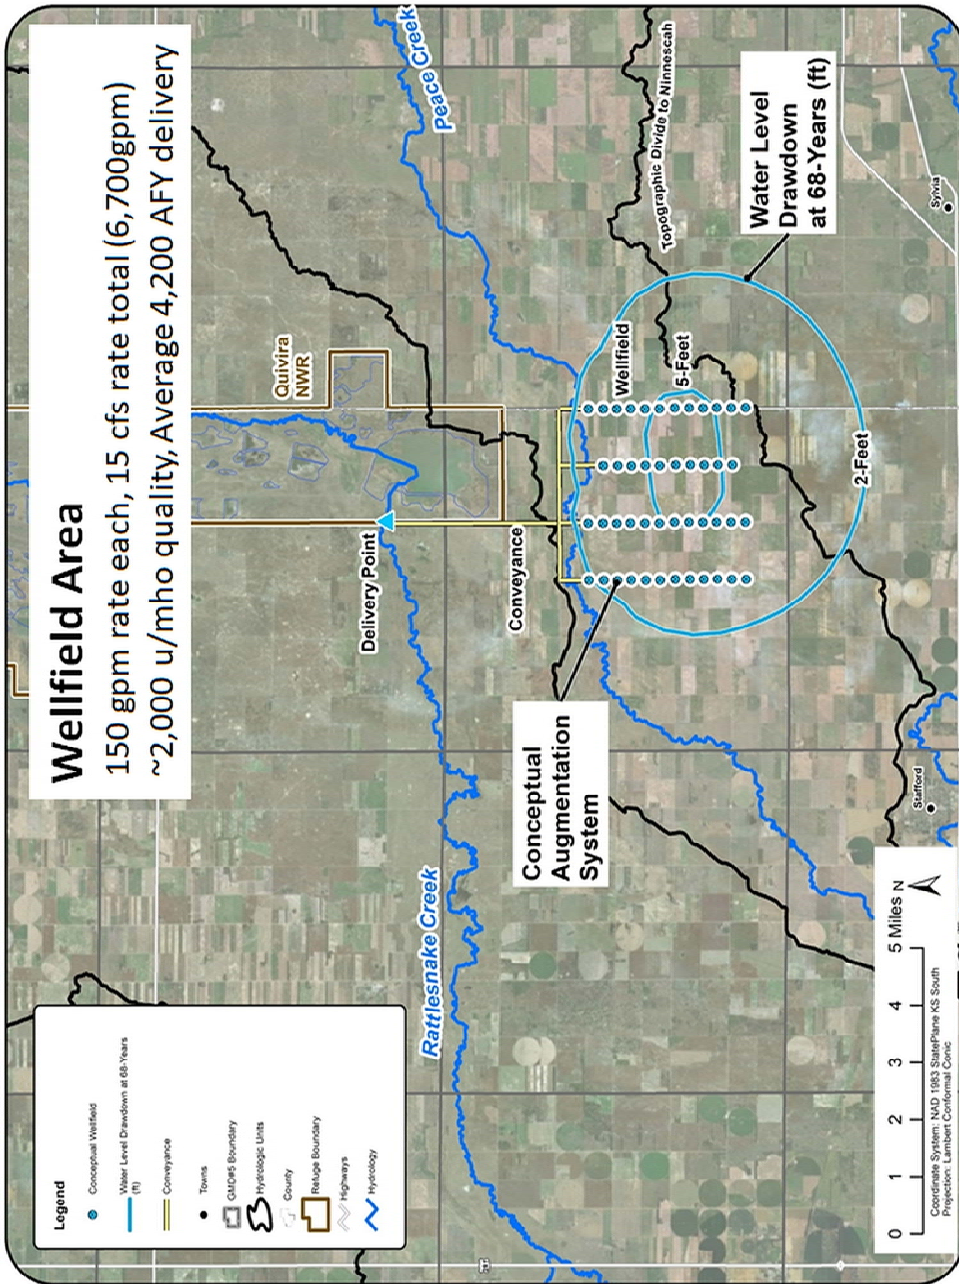 Wellfield Area
150 gpm rate each, 15 cfs rate total (6,700gpm)
~2,000 u/mho quality, Average 4,200 AFY delivery
Peace Creek
Quivira
NWR
Topographic Divide to Ninnescah
Water Level
Drawdown
at 68-Years (ft)
Sylvia
Delivery Point
Conveyance
Wellfield
5-Feet
2-Feet
Conceptual
Augmentation
System
Rattlesnake Creek
Stafford
Legend
Conceptual Wellfield
Water Level Drawdown at 68-Years
(ft)
Conveyance
Towns
GMD#5 Boundary
Hydrologic Units
County
Refuge Boundary
Highways
Hydrology
281
0 1 2 3 4 5 Miles
N
Coordinate System: NAD 1983 StatePlane KS South
Projection: Lambert Conformal Conic